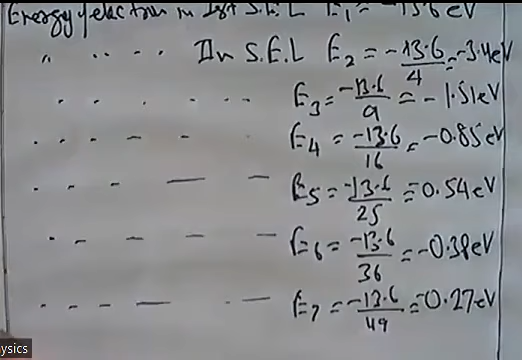 Energy of electron in Ist S.E.L E₁ = -13.6 eV
" " " " IIn S.E.L E₂ = -13.6/4 = -3.4eV
E₃ = -13.6/9 = -1.51eV
E₄ = -13.6/16 = -0.85eV
E₅ = -13.6/25 = 0.54eV
E₆ = -13.6/36 = -0.38eV
E₇ = -13.6/49 = -0.27eV
ysics